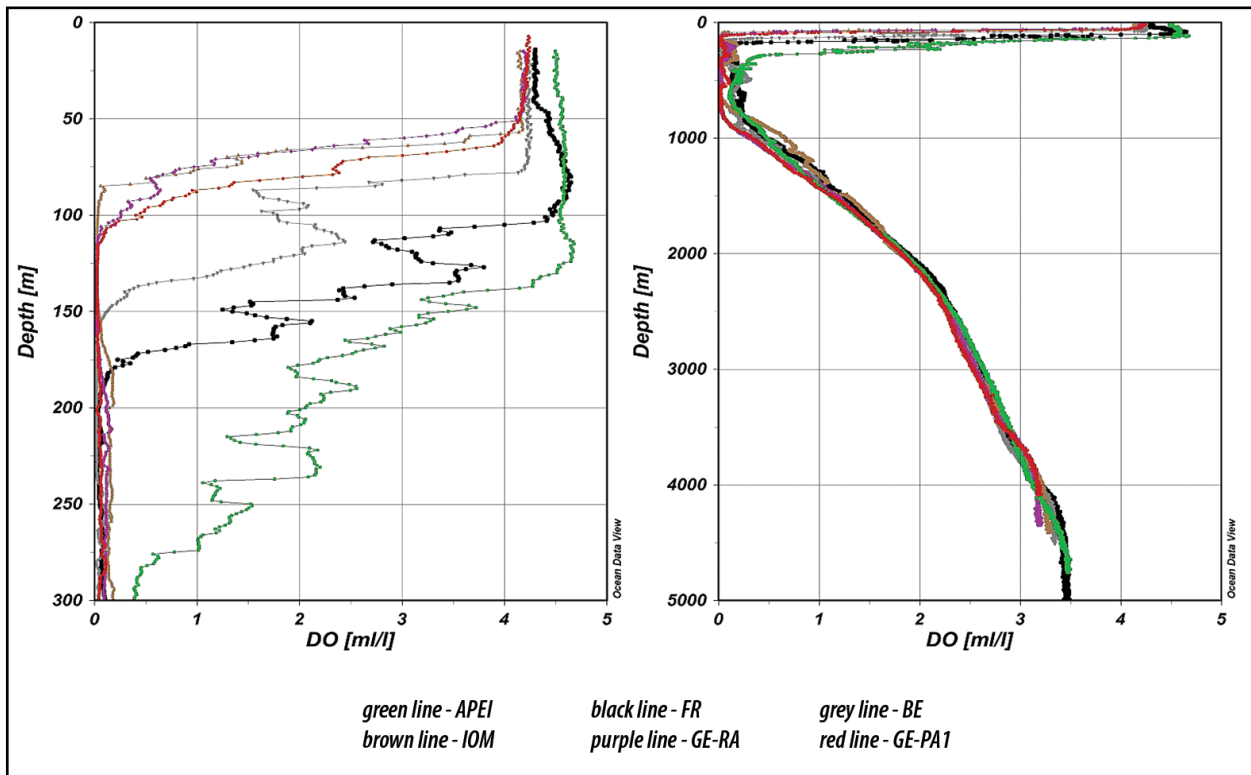 0
50
100
150
200
250
300
Depth [m]
0 1 2 3 4 5
DO [ml/l]
Ocean Data View
0
1000
2000
3000
4000
5000
Depth [m]
0 1 2 3 4 5
DO [ml/l]
Ocean Data View
green line - APEI black line - FR grey line - BE
brown line - IOM purple line - GE-RA red line - GE-PA1